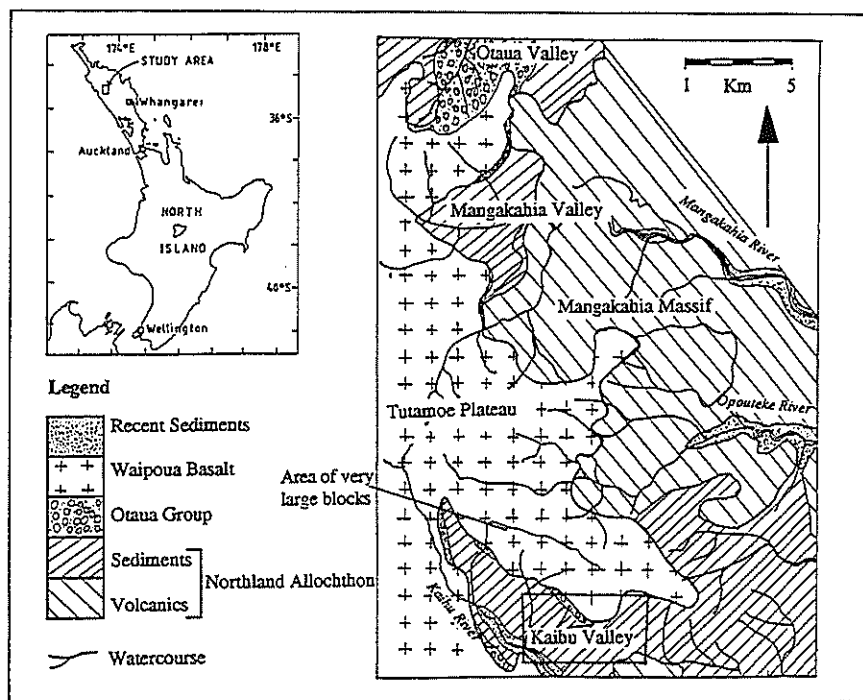 174°E
178°E
STUDY AREA
Whangarei
36°S
Auckland
NORTH
ISLAND
40°S
Wellington
Legend
Recent Sediments
Waipoua Basalt
Otaua Group
Sediments
Northland Allochthon
Volcanics
Watercourse
Otaua Valley
1 Km 5
Mangakahia River
Mangakahia Valley
Mangakahia Massif
Tutamoe Plateau
Opouteke River
Area of very
large blocks
Kaihu River
Kaibu Valley